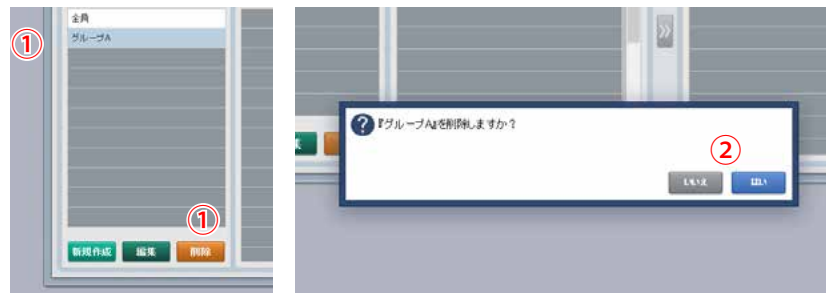 全員
①
グループA
①
新規作成 編集 削除
『グループA』を削除しますか？
②
いいえ はい